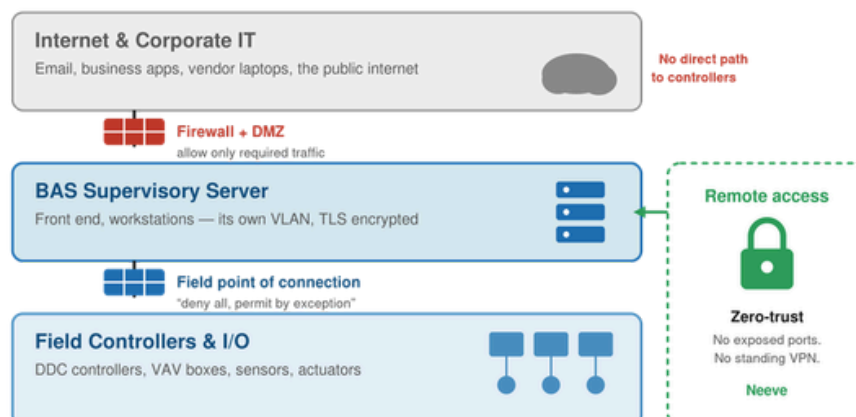 Internet & Corporate IT
Email, business apps, vendor laptops, the public internet
No direct path
to controllers
Firewall + DMZ
allow only required traffic
BAS Supervisory Server
Front end, workstations — its own VLAN, TLS encrypted
Remote access
Field point of connection
"deny all, permit by exception"
Zero-trust
No exposed ports.
No standing VPN.
Neeve
Field Controllers & I/O
DDC controllers, VAV boxes, sensors, actuators